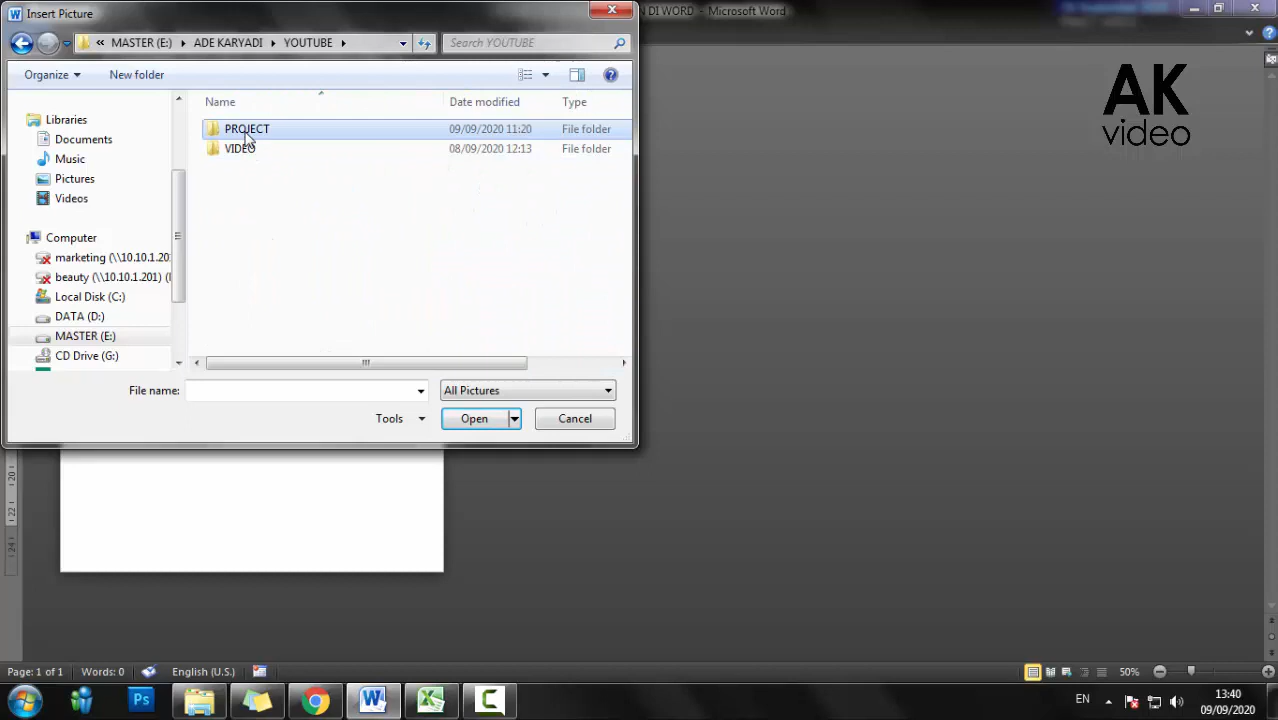 Insert Picture
DI WORD - Microsoft Word
« MASTER (E:) ADE KARYADI YOUTUBE
Search YOUTUBE
Organize
New folder
Name
Date modified
Type
Libraries
Documents
Music
Pictures
Videos
Computer
marketing (\\10.10.1.20
beauty (\\10.10.1.201) (
Local Disk (C:)
DATA (D:)
MASTER (E:)
CD Drive (G:)
PROJECT
09/09/2020 11:20
File folder
VIDEO
08/09/2020 12:13
File folder
File name:
All Pictures
Tools
Open
Cancel
AK
video
20
22
24
Page: 1 of 1
Words: 0
English (U.S.)
50%
Ps
EN
13:40
09/09/2020